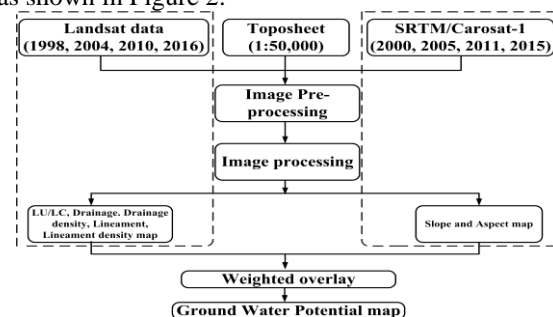 as shown in Figure 2.
Landsat data
(1998, 2004, 2010, 2016)
Toposheet
(1:50,000)
SRTM/Carosat-1
(2000, 2005, 2011, 2015)
Image Pre-
processing
Image processing
LU/LC, Drainage. Drainage
density, Lineament,
Lineament density map
Slope and Aspect map
Weighted overlay
Ground Water Potential map